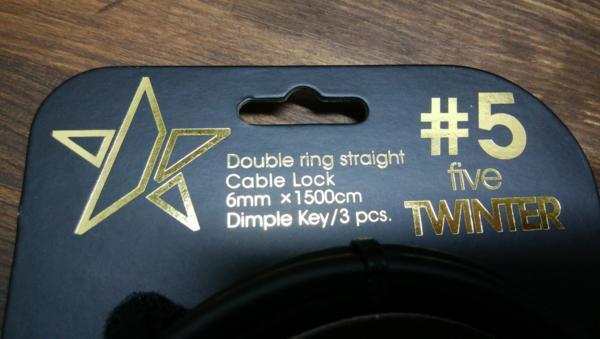 Double ring straight
Cable Lock
6mm ×1500cm
Dimple Key/3 pcs.
#5
five
TWINTER